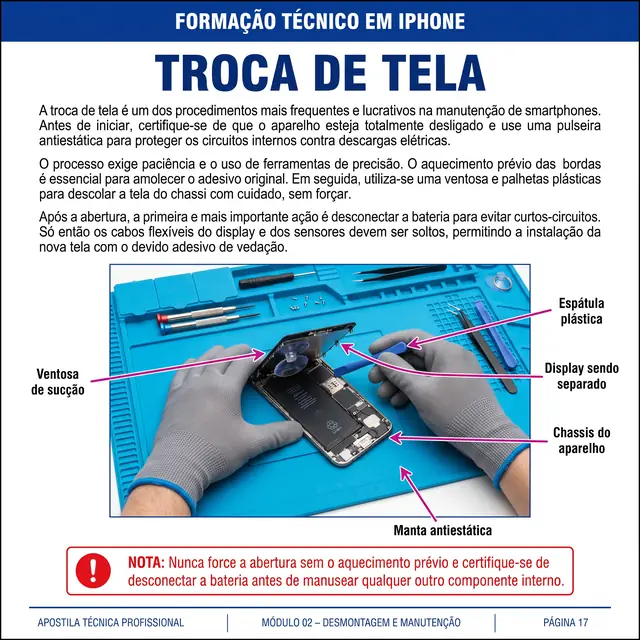 FORMAÇÃO TÉCNICO EM IPHONE
TROCA DE TELA
A troca de tela é um dos procedimentos mais frequentes e lucrativos na manutenção de smartphones.
Antes de iniciar, certifique-se de que o aparelho esteja totalmente desligado e use uma pulseira
antiestática para proteger os circuitos internos contra descargas elétricas.
O processo exige paciência e o uso de ferramentas de precisão. O aquecimento prévio das bordas
é essencial para amolecer o adesivo original. Em seguida, utiliza-se uma ventosa e palhetas plásticas
para descolar a tela do chassi com cuidado, sem forçar.
Após a abertura, a primeira e mais importante ação é desconectar a bateria para evitar curtos-circuitos.
Só então os cabos flexíveis do display e dos sensores devem ser soltos, permitindo a instalação da
nova tela com o devido adesivo de vedação.
Espátula
plástica
Ventosa
de sucção
Display sendo
separado
Chassis do
aparelho
Manta antiestática
NOTA: Nunca force a abertura sem o aquecimento prévio e certifique-se de
desconectar a bateria antes de manusear qualquer outro componente interno.
APOSTILA TÉCNICA PROFISSIONAL | MÓDULO 02 – DESMONTAGEM E MANUTENÇÃO | PÁGINA 17